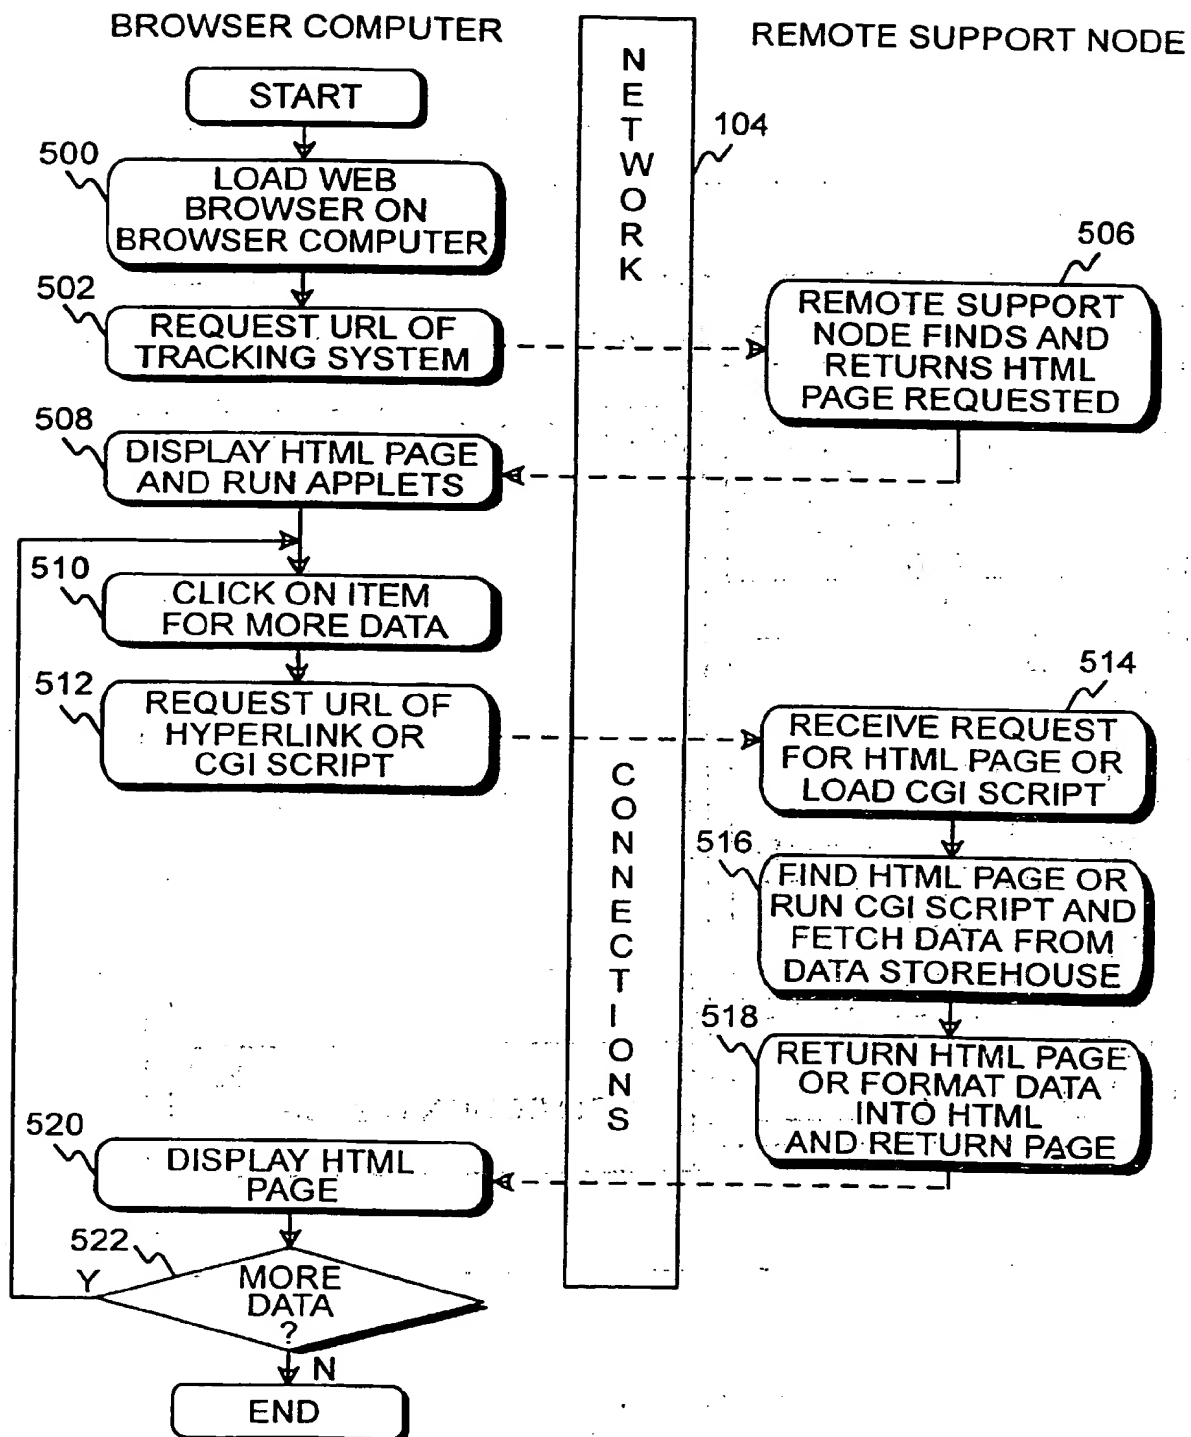 BROWSER COMPUTER
REMOTE SUPPORT NODE
START
NETWORK
104
500
LOAD WEB
BROWSER ON
BROWSER COMPUTER
502
REQUEST URL OF
TRACKING SYSTEM
506
REMOTE SUPPORT
NODE FINDS AND
RETURNS HTML
PAGE REQUESTED
508
DISPLAY HTML PAGE
AND RUN APPLETS
510
CLICK ON ITEM
FOR MORE DATA
512
REQUEST URL OF
HYPERLINK OR
CGI SCRIPT
CONNECTIONS
514
RECEIVE REQUEST
FOR HTML PAGE OR
LOAD CGI SCRIPT
516
FIND HTML PAGE OR
RUN CGI SCRIPT AND
FETCH DATA FROM
DATA STOREHOUSE
518
RETURN HTML PAGE
OR FORMAT DATA
INTO HTML
AND RETURN PAGE
520
DISPLAY HTML
PAGE
522
Y
MORE
DATA
?
N
END